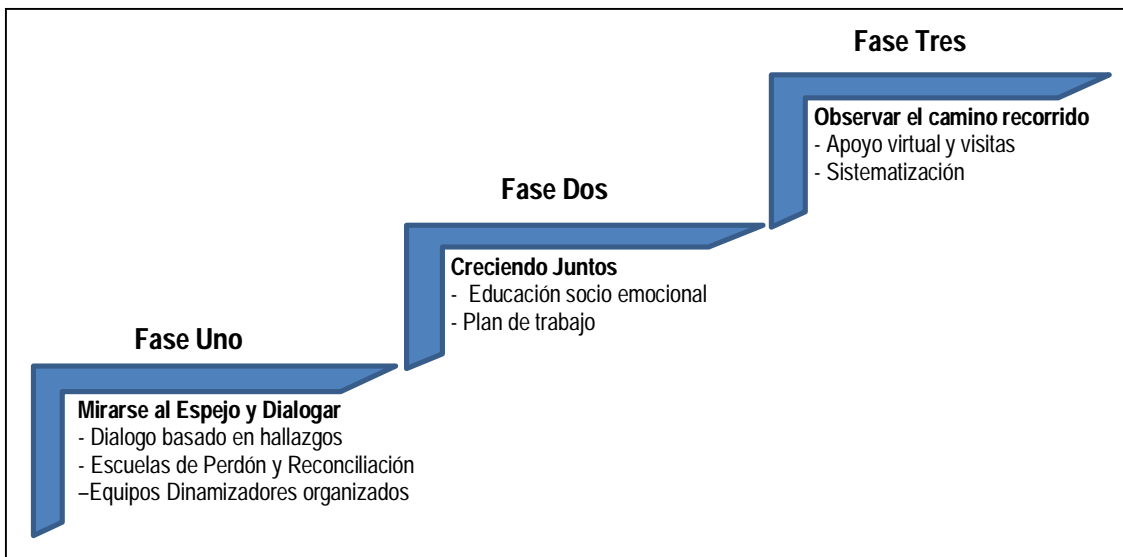 Fase Tres
Observar el camino recorrido
- Apoyo virtual y visitas
- Sistematización
Fase Dos
Creciendo Juntos
- Educación socio emocional
- Plan de trabajo
Fase Uno
Mirarse al Espejo y Dialogar
- Dialogo basado en hallazgos
- Escuelas de Perdón y Reconciliación
–Equipos Dinamizadores organizados